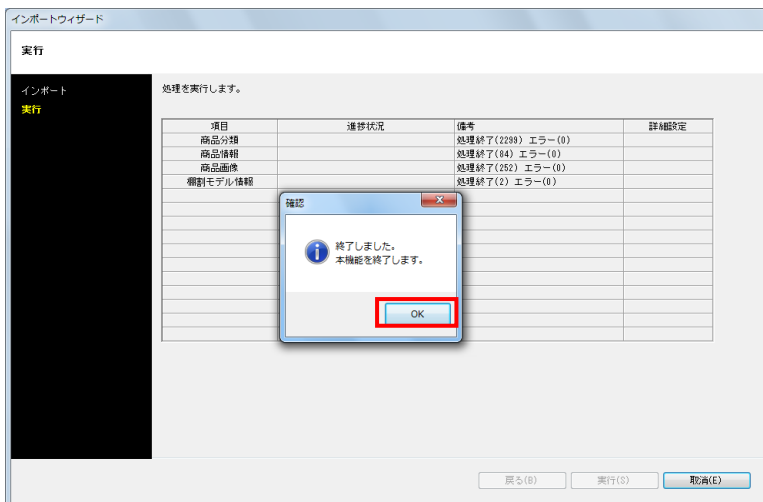 インポートウィザード
実行
インポート
実行
処理を実行します。
項目 進捗状況 備考 詳細設定
商品分類 処理終了(2299) エラー(0)
商品情報 処理終了(84) エラー(0)
商品画像 処理終了(252) エラー(0)
棚割モデル情報 処理終了(2) エラー(0)
確認
終了しました。
本機能を終了します。
OK
戻る(B) 実行(S) 取消(E)